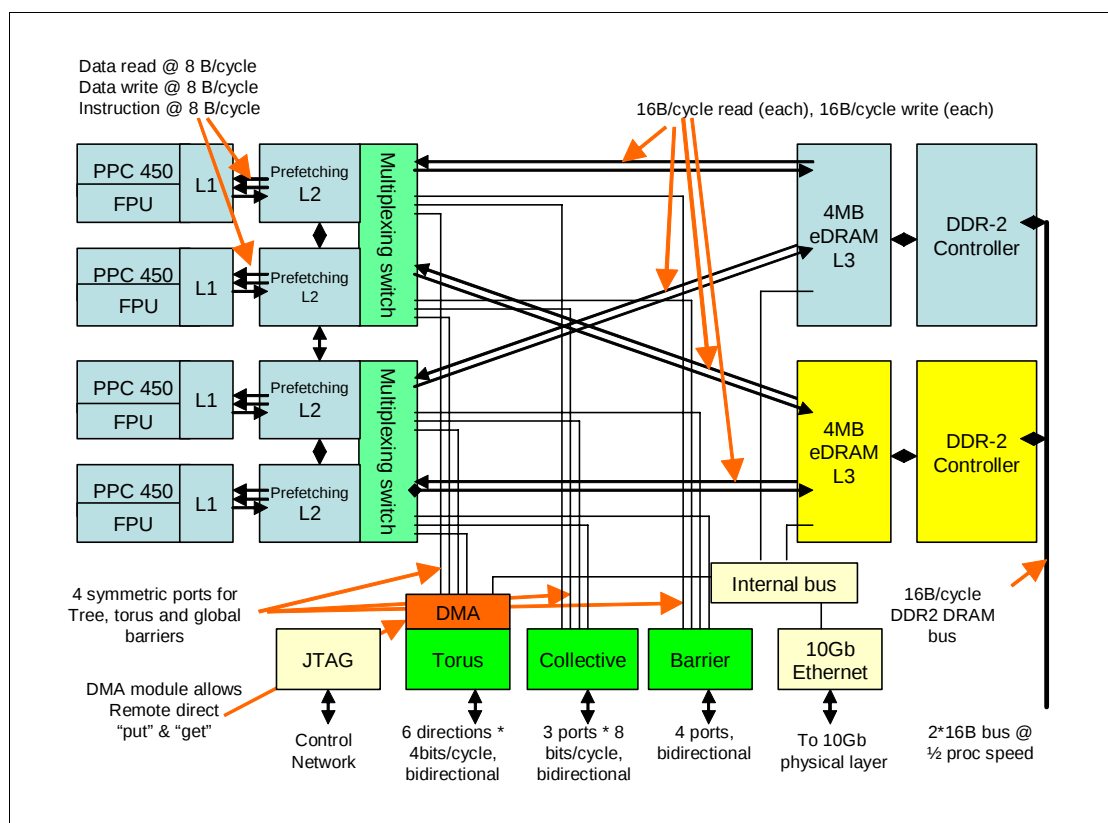 Data read @ 8 B/cycle
Data write @ 8 B/cycle
Instruction @ 8 B/cycle
16B/cycle read (each), 16B/cycle write (each)
PPC 450
FPU
L1
Prefetching
L2
PPC 450
FPU
L1
Prefetching
L2
Multiplexing switch
4MB
eDRAM
L3
DDR-2
Controller
PPC 450
FPU
L1
Prefetching
L2
PPC 450
FPU
L1
Prefetching
L2
Multiplexing switch
4MB
eDRAM
L3
DDR-2
Controller
4 symmetric ports for
Tree, torus and global
barriers
DMA
Internal bus
16B/cycle
DDR2 DRAM
bus
JTAG
Torus
Collective
Barrier
10Gb
Ethernet
DMA module allows
Remote direct
“put” & “get”
Control
Network
6 directions *
4bits/cycle,
bidirectional
3 ports * 8
bits/cycle,
bidirectional
4 ports,
bidirectional
To 10Gb
physical layer
2*16B bus @
½ proc speed